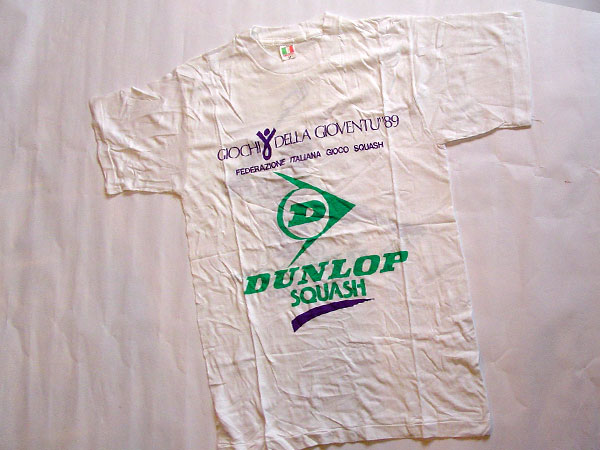 GIOCHI DELLA GIOVENTU'' '89
FEDERAZIONE ITALIANA GIOCO SQUASH
D
DUNLOP
SQUASH